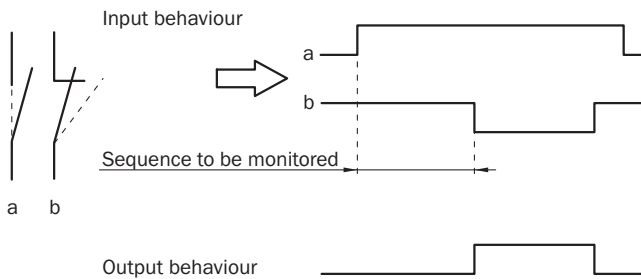 Input behaviour
a
b
Sequence to be monitored
a b
Output behaviour